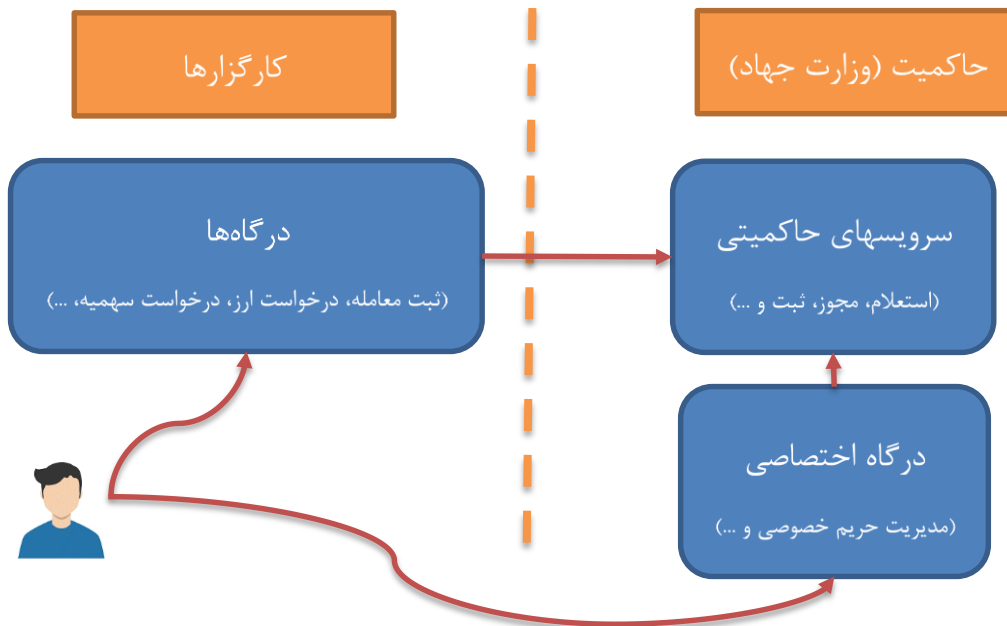 حاکمیت (وزارت جهاد)
کارگزارها
سرویسهای حاکمیتی
(استعلام، مجوز، ثبت و ...)
درگاه‌ها
(ثبت معامله، درخواست ارز، درخواست سهمیه، ...)
درگاه اختصاصی
(مدیریت حریم خصوصی و ...)